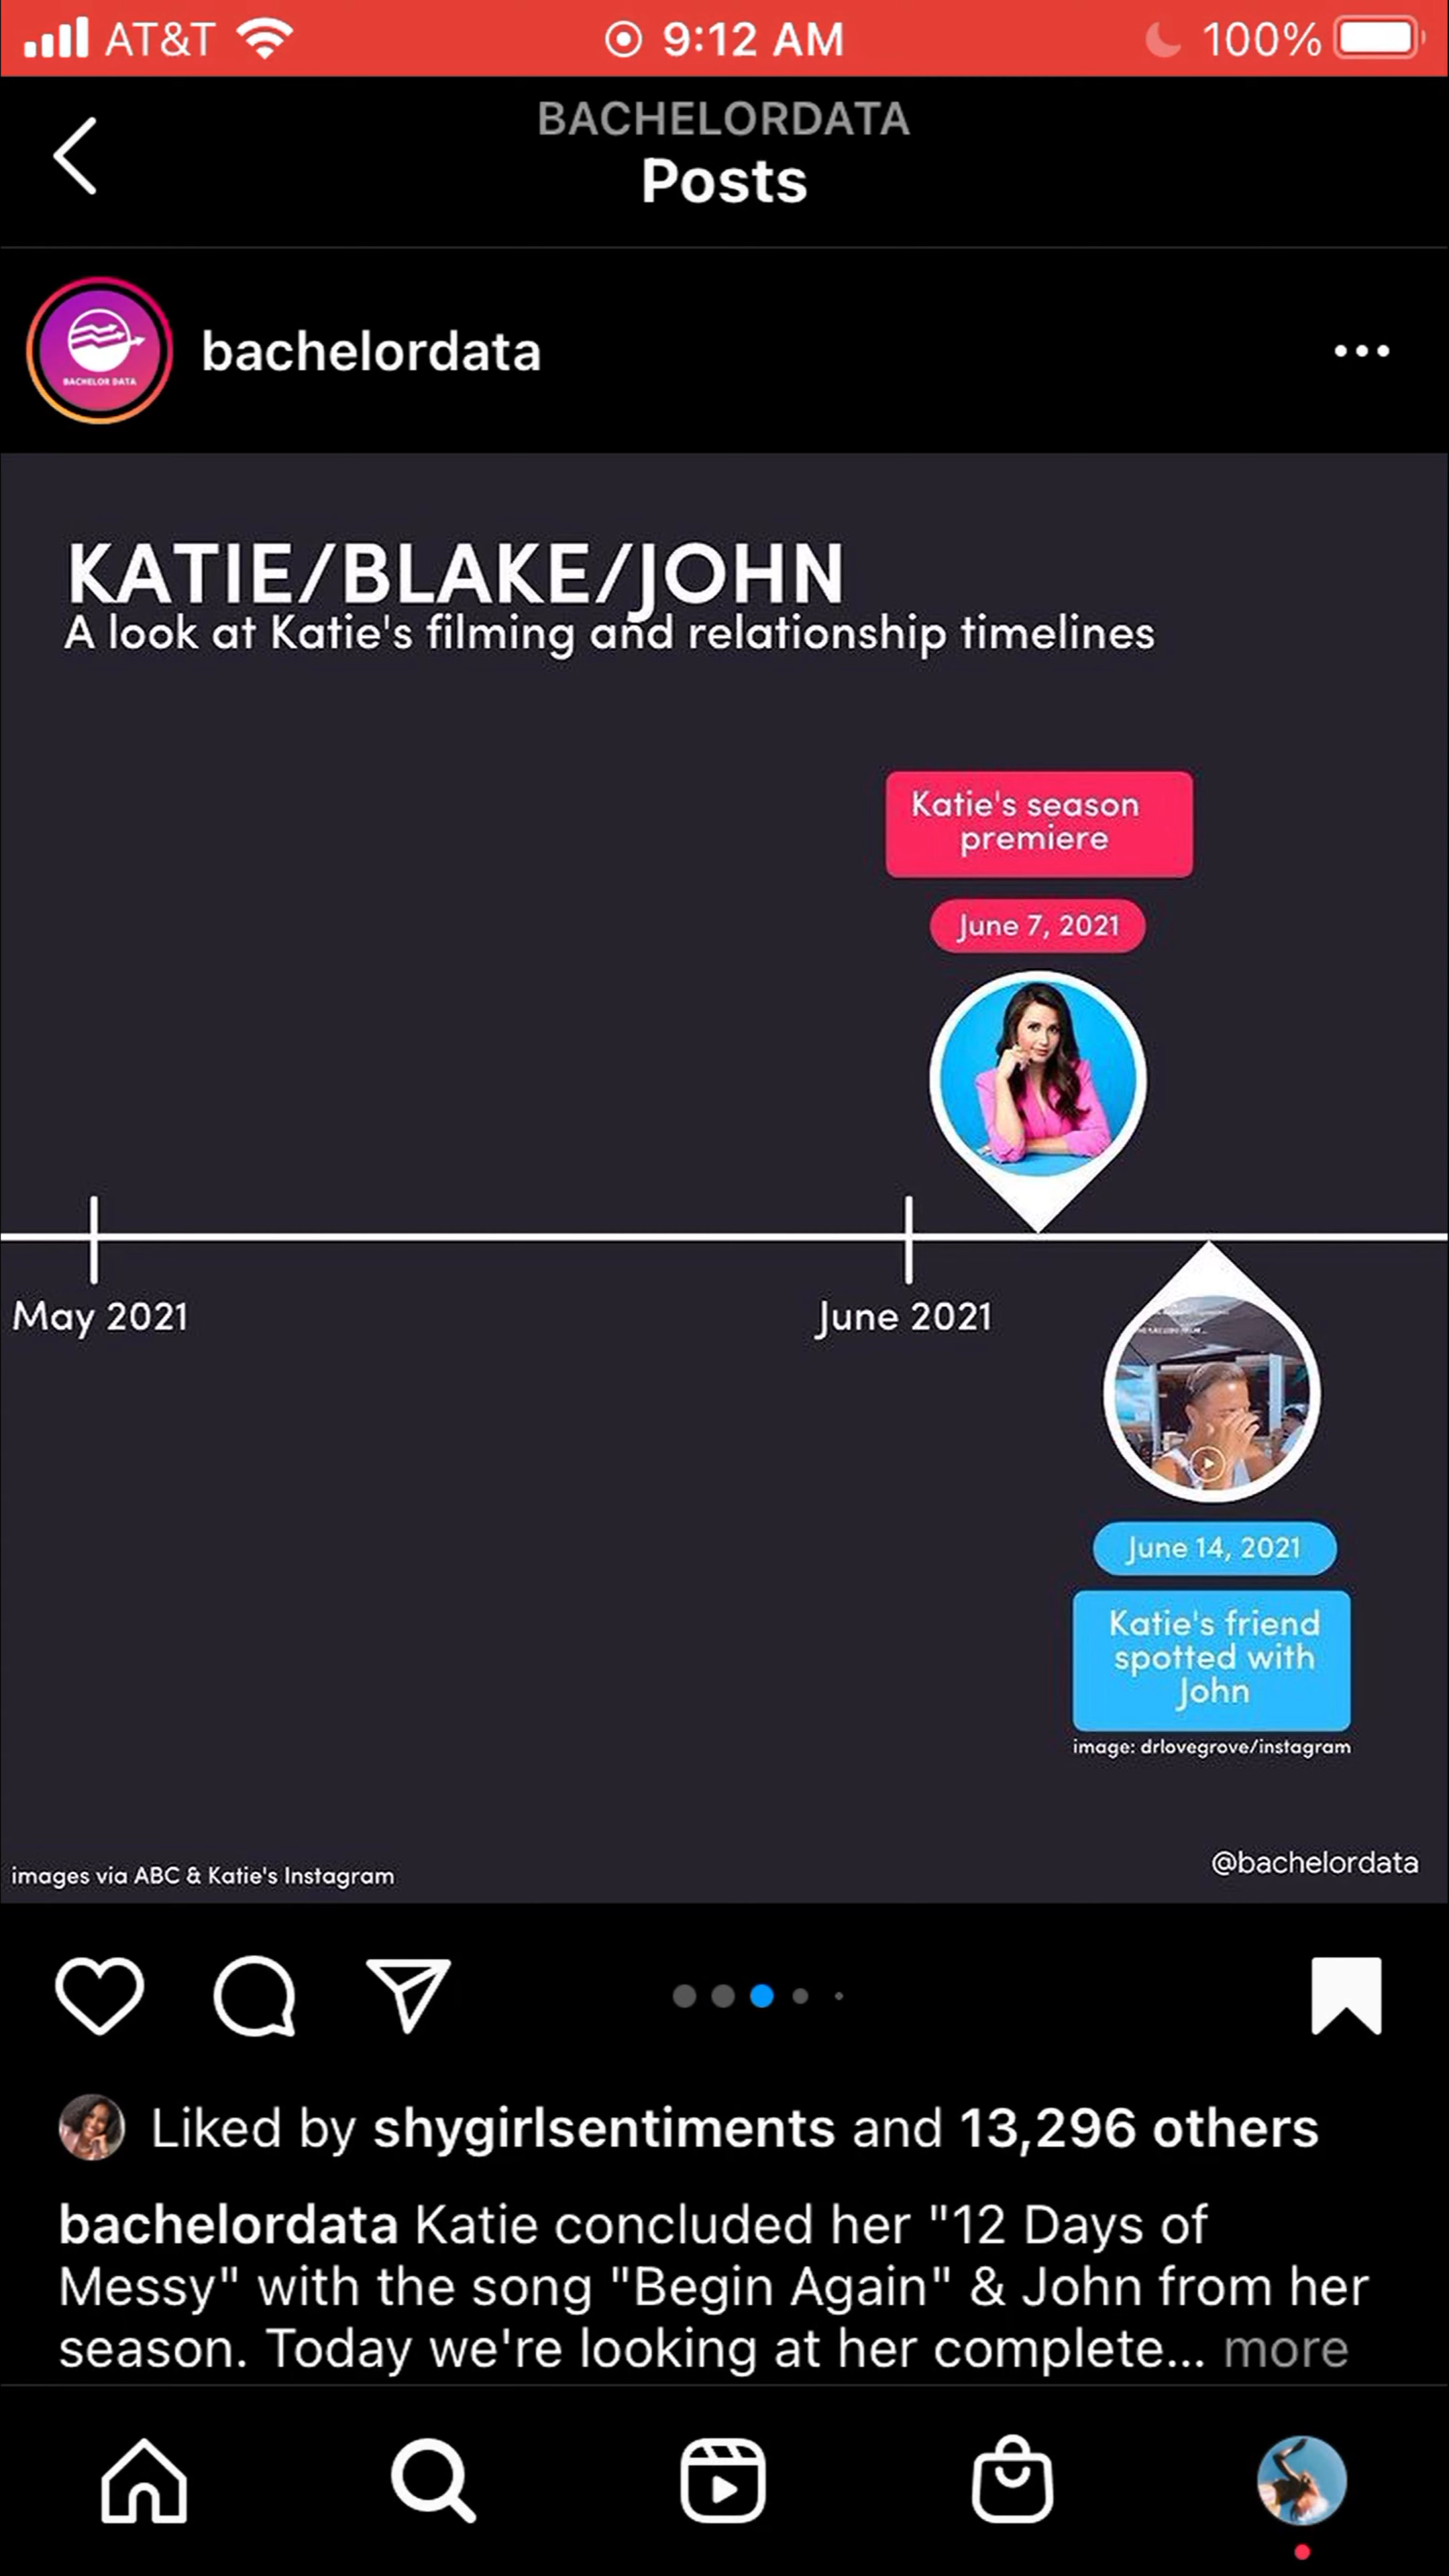 AT&T 9:12 AM 100%
BACHELORDATA
Posts
BACHELOR DATA
bachelordata
KATIE/BLAKE/JOHN
A look at Katie's filming and relationship timelines
Katie's season
premiere
June 7, 2021
May 2021 June 2021
June 14, 2021
Katie's friend
spotted with
John
image: drlovegrove/instagram
images via ABC & Katie's Instagram
@bachelordata
Liked by shygirlsentiments and 13,296 others
bachelordata Katie concluded her "12 Days of
Messy" with the song "Begin Again" & John from her
season. Today we're looking at her complete... more